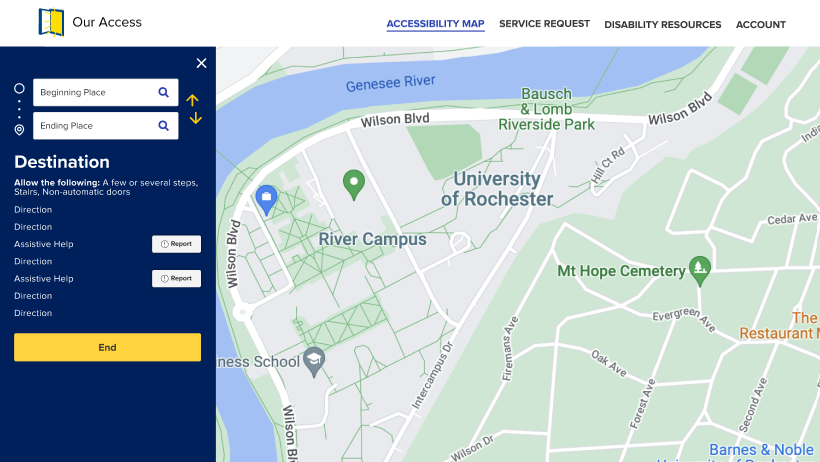 Our Access
ACCESSIBILITY MAP
SERVICE REQUEST
DISABILITY RESOURCES
ACCOUNT
Beginning Place
Ending Place
Destination
Allow the following: A few or several steps,
Stairs, Non-automatic doors
Direction
Direction
Assistive Help
Report
Direction
Assistive Help
Report
Direction
Direction
End
Genesee River
Bausch
& Lomb
Riverside Park
Wilson Blvd
Wilson Blvd
Hill Ct Rd
University
of Rochester
Wilson Blvd
River Campus
Cedar Ave
Mt Hope Cemetery
Evergreen Ave
The
Restaurant
iness School
Intercampus Dr
Firemans Ave
Oak Ave
Forest Ave
Second Ave
Wilson Bl
Wilson Dr
Barnes & Noble